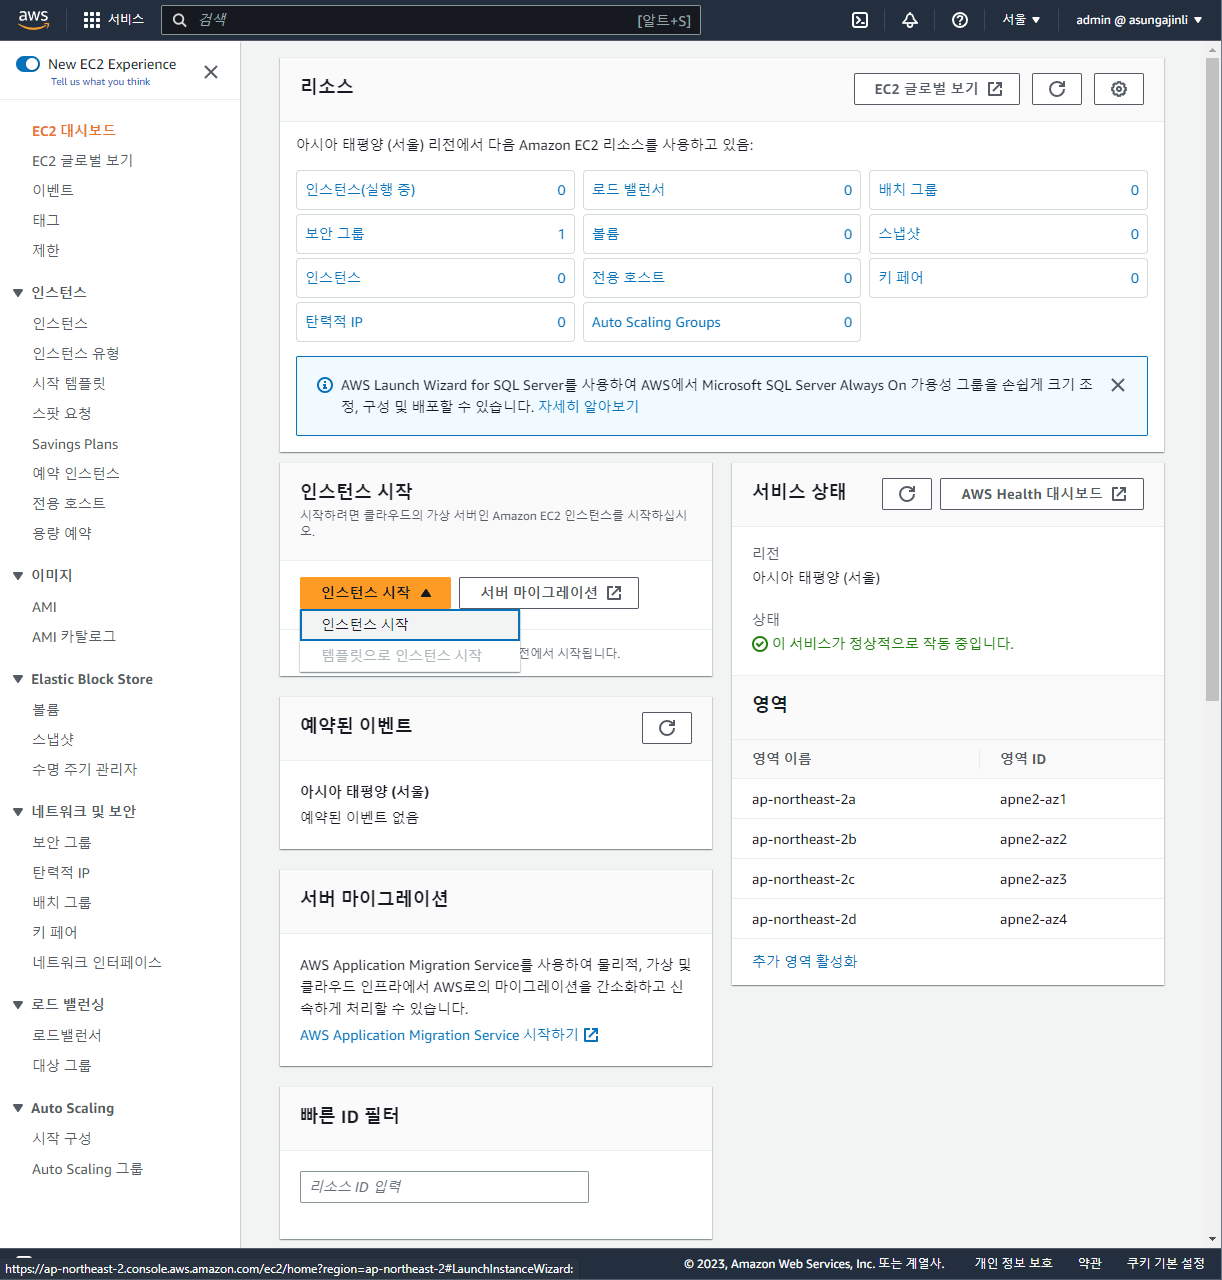 aws
서비스
검색
[알트+S]
서울
admin @ asungajinli
New EC2 Experience
Tell us what you think
EC2 대시보드
EC2 글로벌 보기
이벤트
태그
제한
인스턴스
인스턴스
인스턴스 유형
시작 템플릿
스팟 요청
Savings Plans
예약 인스턴스
전용 호스트
용량 예약
이미지
AMI
AMI 카탈로그
Elastic Block Store
볼륨
스냅샷
수명 주기 관리자
네트워크 및 보안
보안 그룹
탄력적 IP
배치 그룹
키 페어
네트워크 인터페이스
로드 밸런싱
로드밸런서
대상 그룹
Auto Scaling
시작 구성
Auto Scaling 그룹
리소스
EC2 글로벌 보기
아시아 태평양 (서울) 리전에서 다음 Amazon EC2 리소스를 사용하고 있음:
인스턴스(실행 중) 0
로드 밸런서 0
배치 그룹 0
보안 그룹 1
볼륨 0
스냅샷 0
인스턴스 0
전용 호스트 0
키 페어 0
탄력적 IP 0
Auto Scaling Groups 0
AWS Launch Wizard for SQL Server를 사용하여 AWS에서 Microsoft SQL Server Always On 가용성 그룹을 손쉽게 크기 조
정, 구성 및 배포할 수 있습니다. 자세히 알아보기
인스턴스 시작
시작하려면 클라우드의 가상 서버인 Amazon EC2 인스턴스를 시작하십시
오.
인스턴스 시작
서버 마이그레이션
인스턴스 시작
템플릿으로 인스턴스 시작
전에서 시작됩니다.
예약된 이벤트
아시아 태평양 (서울)
예약된 이벤트 없음
서버 마이그레이션
AWS Application Migration Service를 사용하여 물리적, 가상 및
클라우드 인프라에서 AWS로의 마이그레이션을 간소화하고 신
속하게 처리할 수 있습니다.
AWS Application Migration Service 시작하기
빠른 ID 필터
리소스 ID 입력
서비스 상태
AWS Health 대시보드
리전
아시아 태평양 (서울)
상태
이 서비스가 정상적으로 작동 중입니다.
영역
영역 이름 영역 ID
ap-northeast-2a apne2-az1
ap-northeast-2b apne2-az2
ap-northeast-2c apne2-az3
ap-northeast-2d apne2-az4
추가 영역 활성화
https://ap-northeast-2.console.aws.amazon.com/ec2/home?region=ap-northeast-2#LaunchInstanceWizard:
© 2023, Amazon Web Services, Inc. 또는 계열사.
개인 정보 보호
약관
쿠키 기본 설정